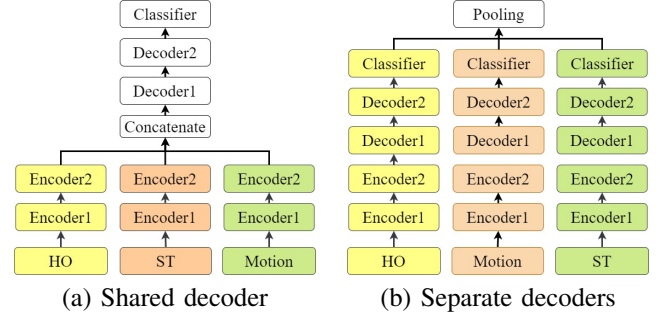 Classifier
Decoder2
Decoder1
Concatenate
Encoder2 Encoder2 Encoder2
Encoder1 Encoder1 Encoder1
HO ST Motion
(a) Shared decoder
Pooling
Classifier Classifier Classifier
Decoder2 Decoder2 Decoder2
Decoder1 Decoder1 Decoder1
Encoder2 Encoder2 Encoder2
Encoder1 Encoder1 Encoder1
HO Motion ST
(b) Separate decoders